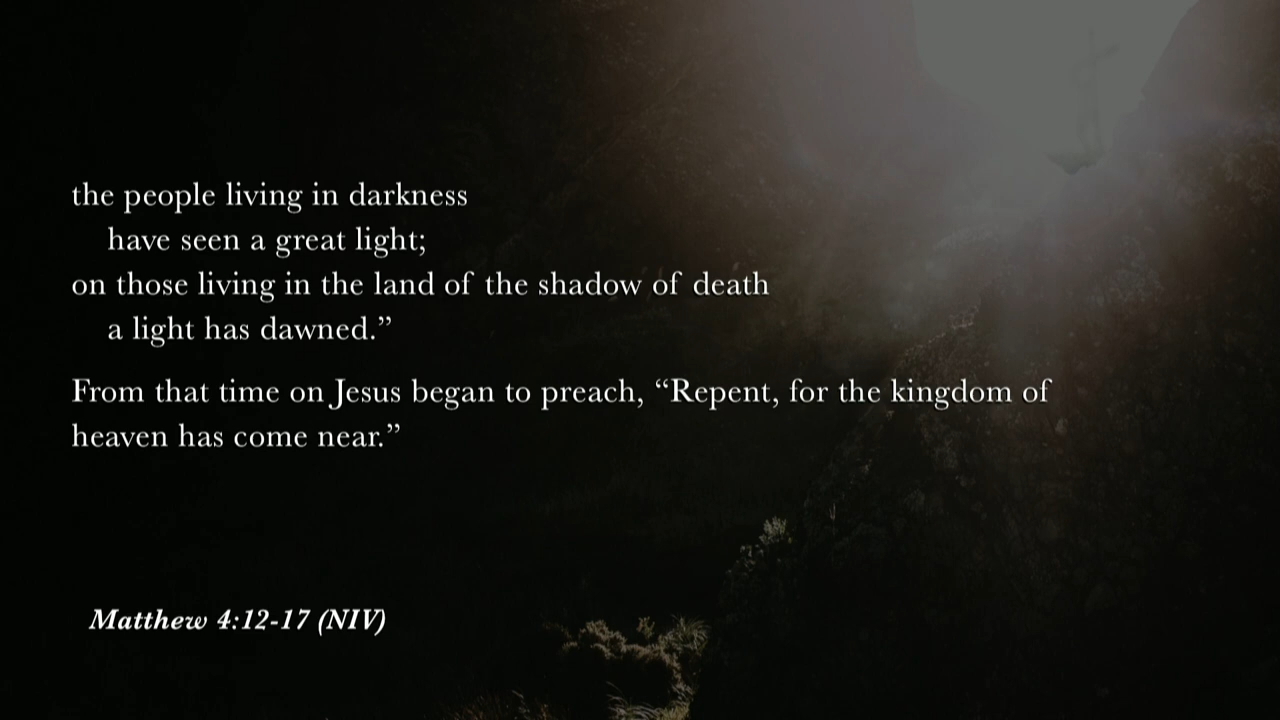 the people living in darkness
have seen a great light;
on those living in the land of the shadow of death
a light has dawned.”
From that time on Jesus began to preach, “Repent, for the kingdom of
heaven has come near.”
Matthew 4:12-17 (NIV)